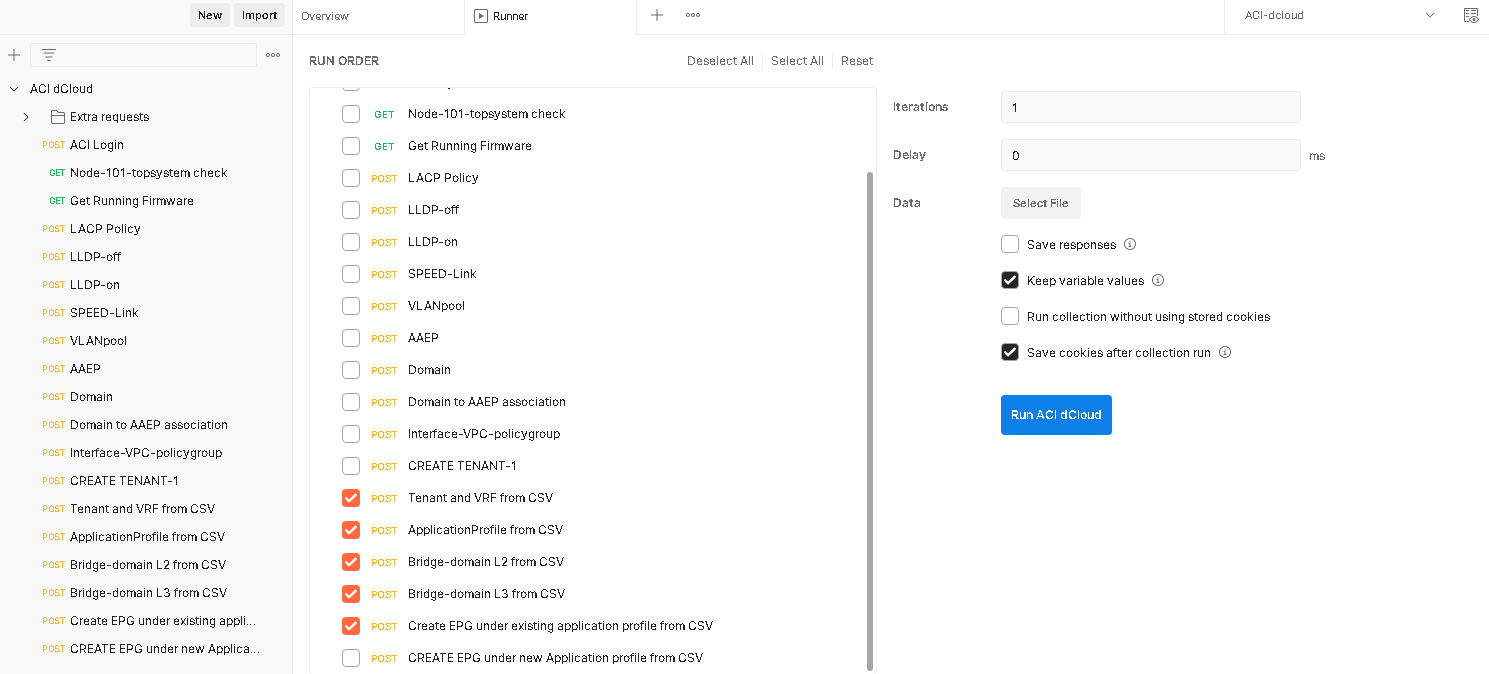 New Import Overview Runner ACI-dcloud
RUN ORDER Deselect All Select All Reset
ACI dCloud
Extra requests
POST ACI Login
GET Node-101-topsystem check
GET Get Running Firmware
POST LACP Policy
POST LLDP-off
POST LLDP-on
POST SPEED-Link
POST VLANpool
POST AAEP
POST Domain
POST Domain to AAEP association
POST Interface-VPC-policygroup
POST CREATE TENANT-1
POST Tenant and VRF from CSV
POST ApplicationProfile from CSV
POST Bridge-domain L2 from CSV
POST Bridge-domain L3 from CSV
POST Create EPG under existing appli...
POST CREATE EPG under new Applica...
GET Node-101-topsystem check
GET Get Running Firmware
POST LACP Policy
POST LLDP-off
POST LLDP-on
POST SPEED-Link
POST VLANpool
POST AAEP
POST Domain
POST Domain to AAEP association
POST Interface-VPC-policygroup
POST CREATE TENANT-1
POST Tenant and VRF from CSV
POST ApplicationProfile from CSV
POST Bridge-domain L2 from CSV
POST Bridge-domain L3 from CSV
POST Create EPG under existing application profile from CSV
POST CREATE EPG under new Application profile from CSV
Iterations 1
Delay 0 ms
Data Select File
Save responses
Keep variable values
Run collection without using stored cookies
Save cookies after collection run
Run ACI dCloud